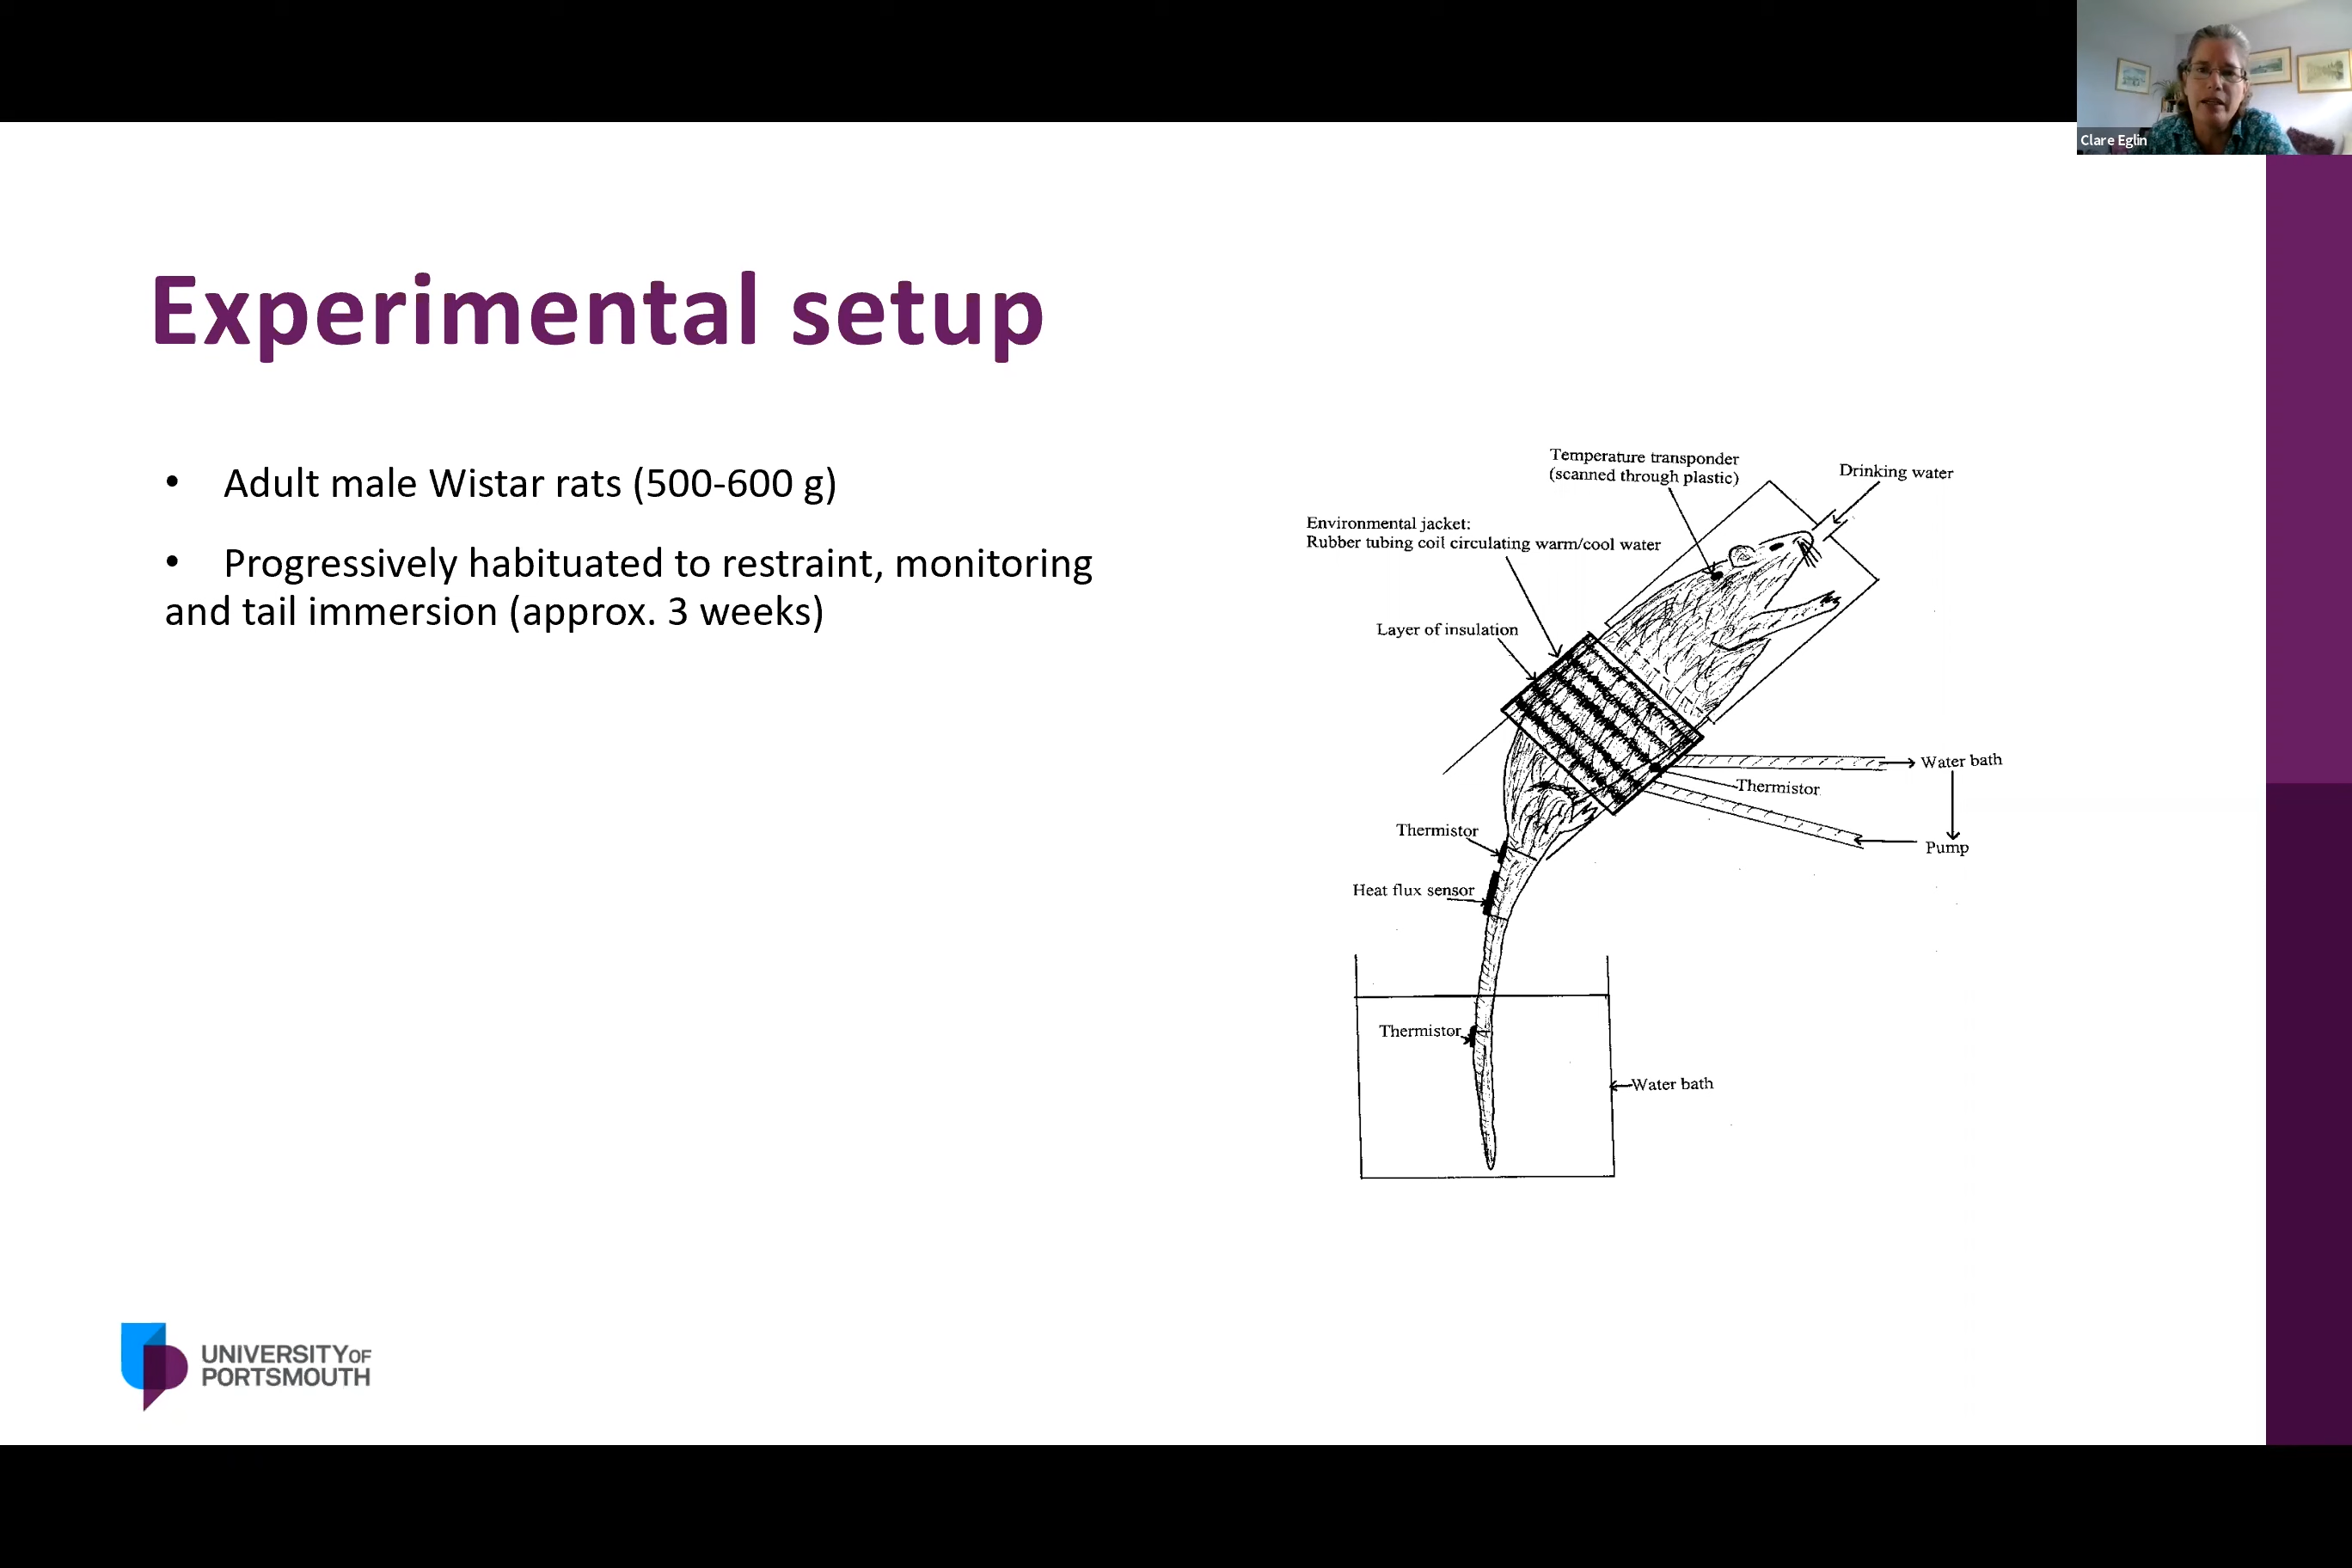 Clare Eglin
Experimental setup
• Adult male Wistar rats (500-600 g)
• Progressively habituated to restraint, monitoring
and tail immersion (approx. 3 weeks)
Temperature transponder
(scanned through plastic)
Drinking water
Environmental jacket:
Rubber tubing coil circulating warm/cool water
Layer of insulation
Water bath
Thermistor
Pump
Thermistor
Heat flux sensor
Thermistor
Water bath
UNIVERSITY OF
PORTSMOUTH